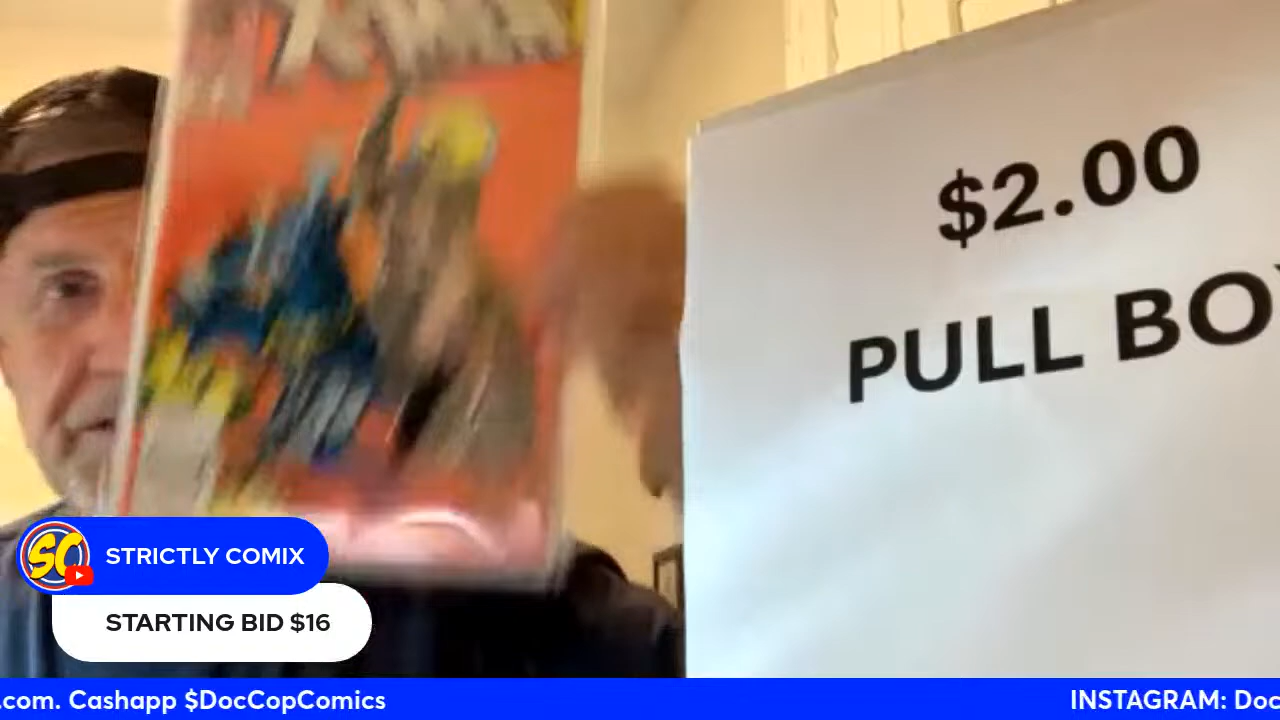 $2.00
PULL BO
SC
STRICTLY COMIX
STARTING BID $16
.com. Cashapp $DocCopComics
INSTAGRAM: Doc